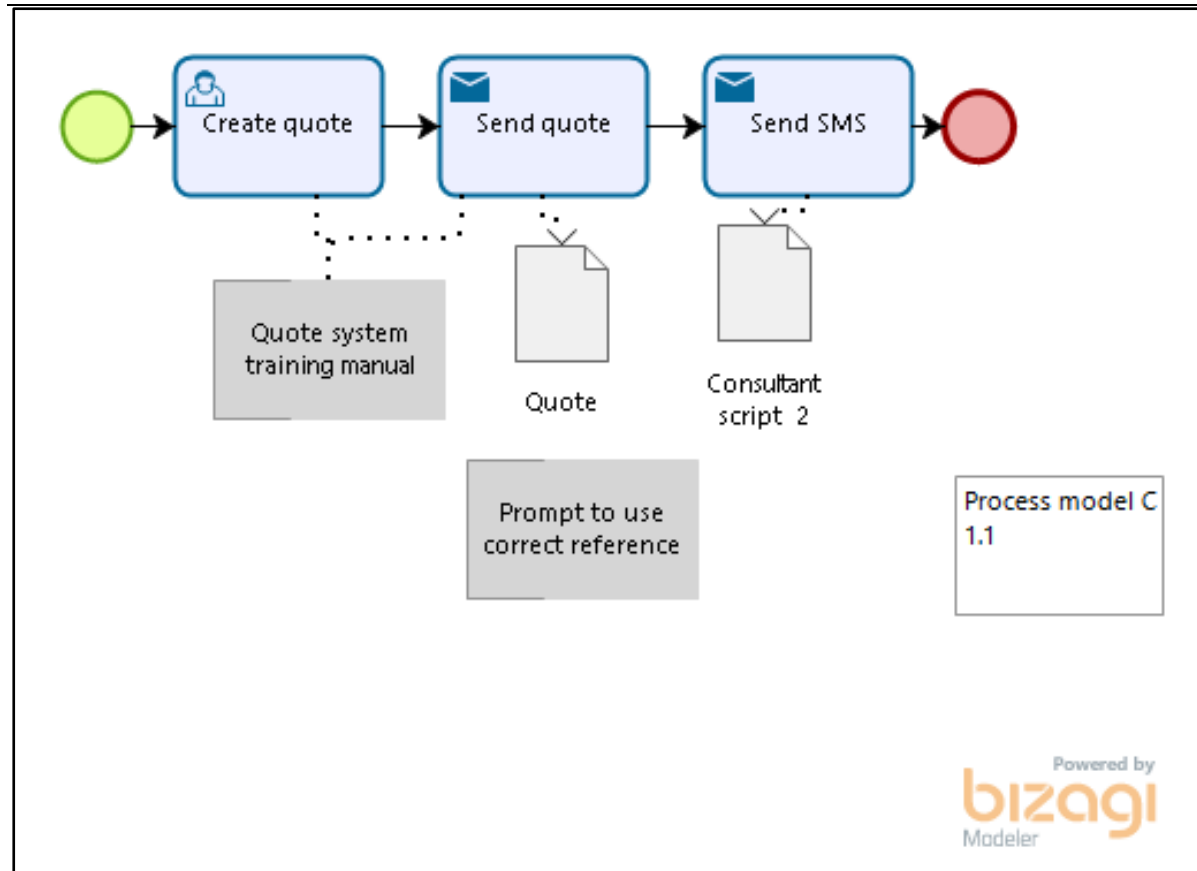 Create quote
Send quote
Send SMS
Quote system
training manual
Quote
Consultant
script 2
Prompt to use
correct reference
Process model C
1.1
Powered by
bizagi
Modeler